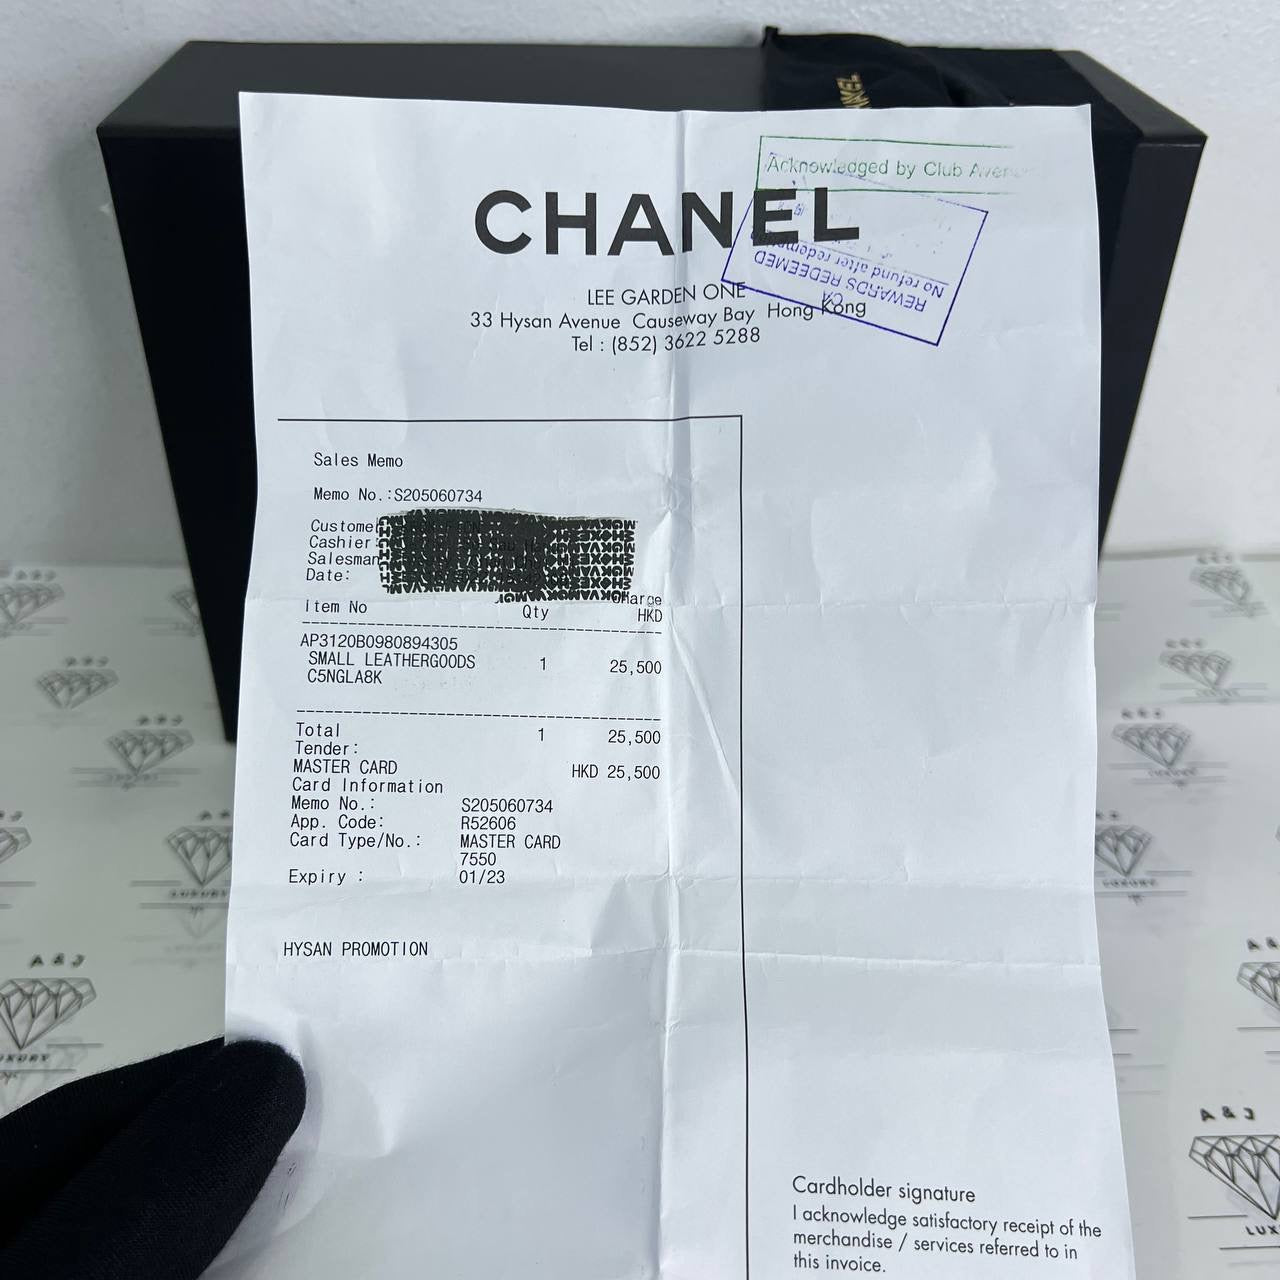 Acknowledged by Club
CHANEL
CA
REWARDS REDEEMED
No refund after redemption
LEE GARDEN ONE
33 Hysan Avenue Causeway Bay Hong Kong
Tel : (852) 3622 5288
Sales Memo
Memo No.:S205060734
Customer
Cashier
Salesman
Date:
Item No Qty Charge
HKD
AP3120B0980894305
SMALL LEATHERGOODS 1 25,500
C5NGLA8K
Total 1 25,500
Tender:
MASTER CARD HKD 25,500
Card Information
Memo No.: S205060734
App. Code: R52606
Card Type/No.: MASTER CARD
7550
Expiry : 01/23
HYSAN PROMOTION
Cardholder signature
I acknowledge satisfactory receipt of the
merchandise / services referred to in
this invoice.
A & J
LUXURY
A & J